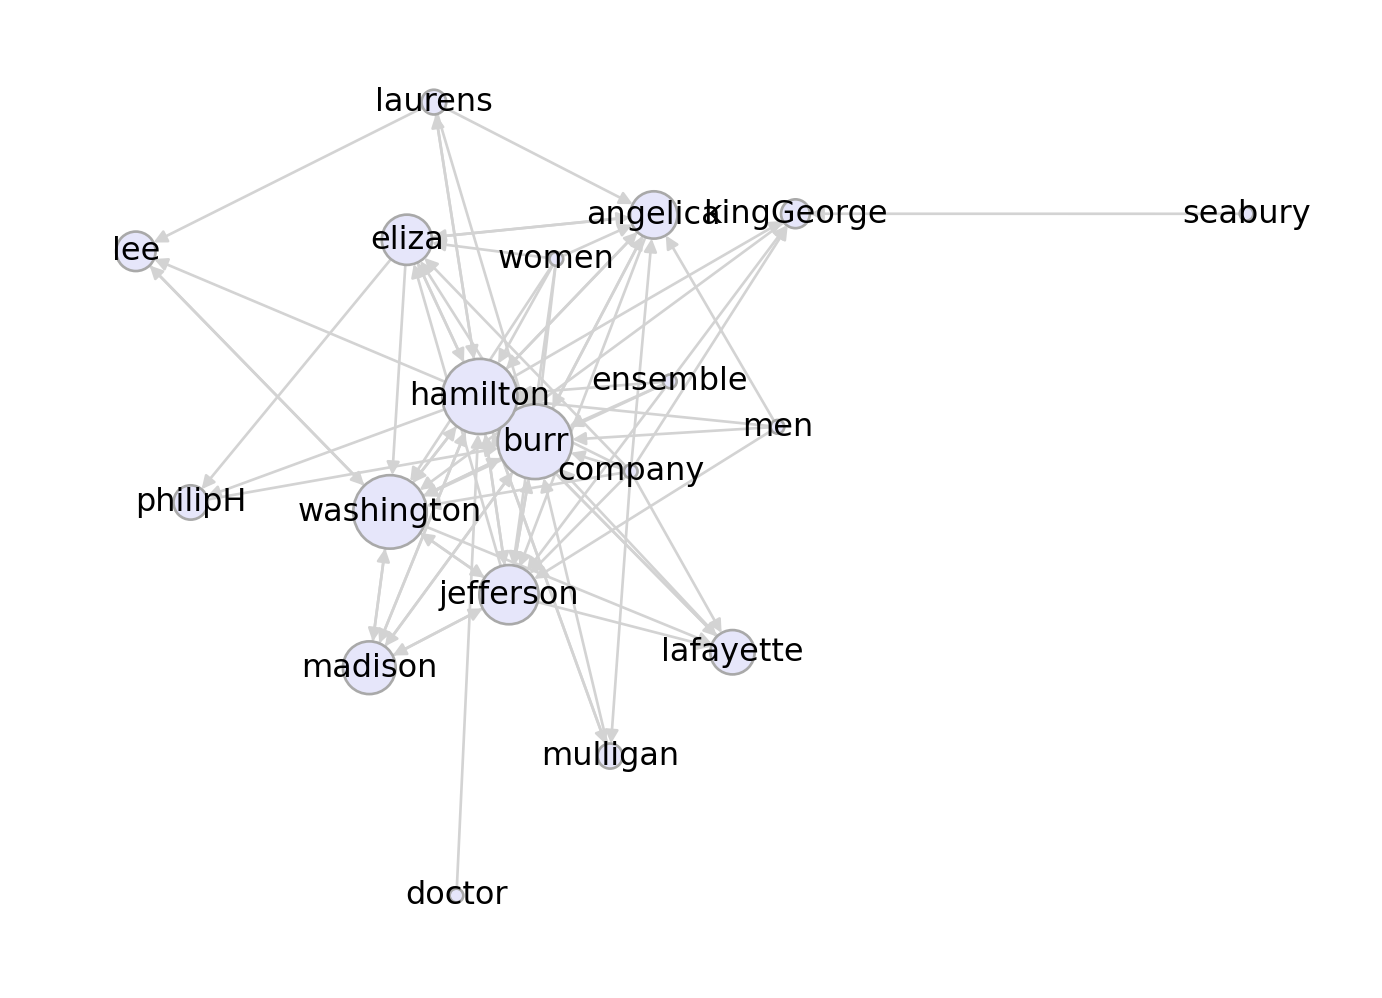 laurens
angelica
kingGeorge
seabury
eliza
lee
women
ensemble
hamilton
men
burr
company
philipH
washington
jefferson
lafayette
madison
mulligan
doctor